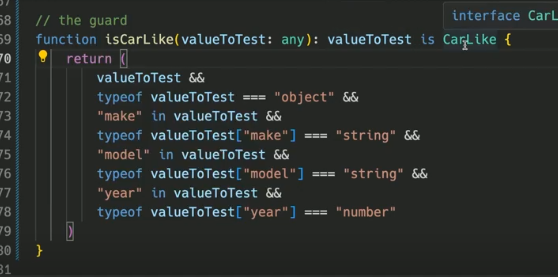 67
interface CarL
68 // the guard
69 function isCarLike(valueToTest: any): valueToTest is CarLike {
70 return (
71 valueToTest &&
72 typeof valueToTest === "object" &&
73 "make" in valueToTest &&
74 typeof valueToTest["make"] === "string" &&
75 "model" in valueToTest &&
76 typeof valueToTest["model"] === "string" &&
77 "year" in valueToTest &&
78 typeof valueToTest["year"] === "number"
79 )
80 }
81